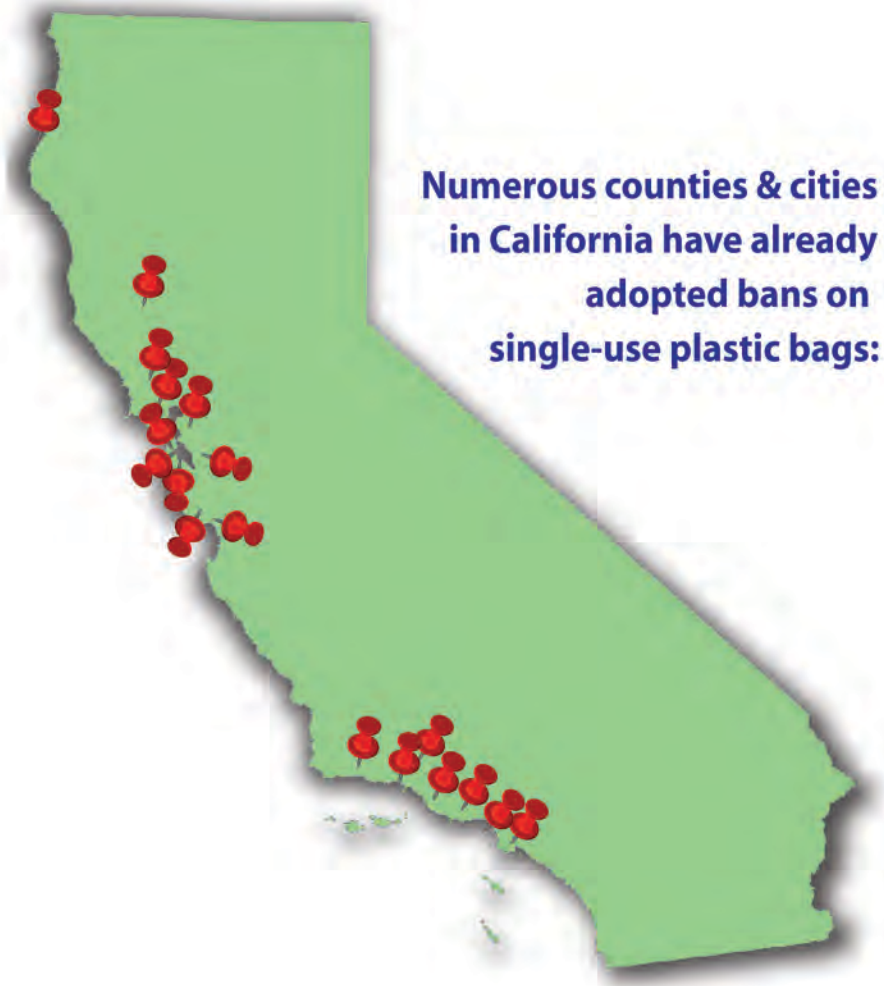 Numerous counties & cities
in California have already
adopted bans on
single-use plastic bags: